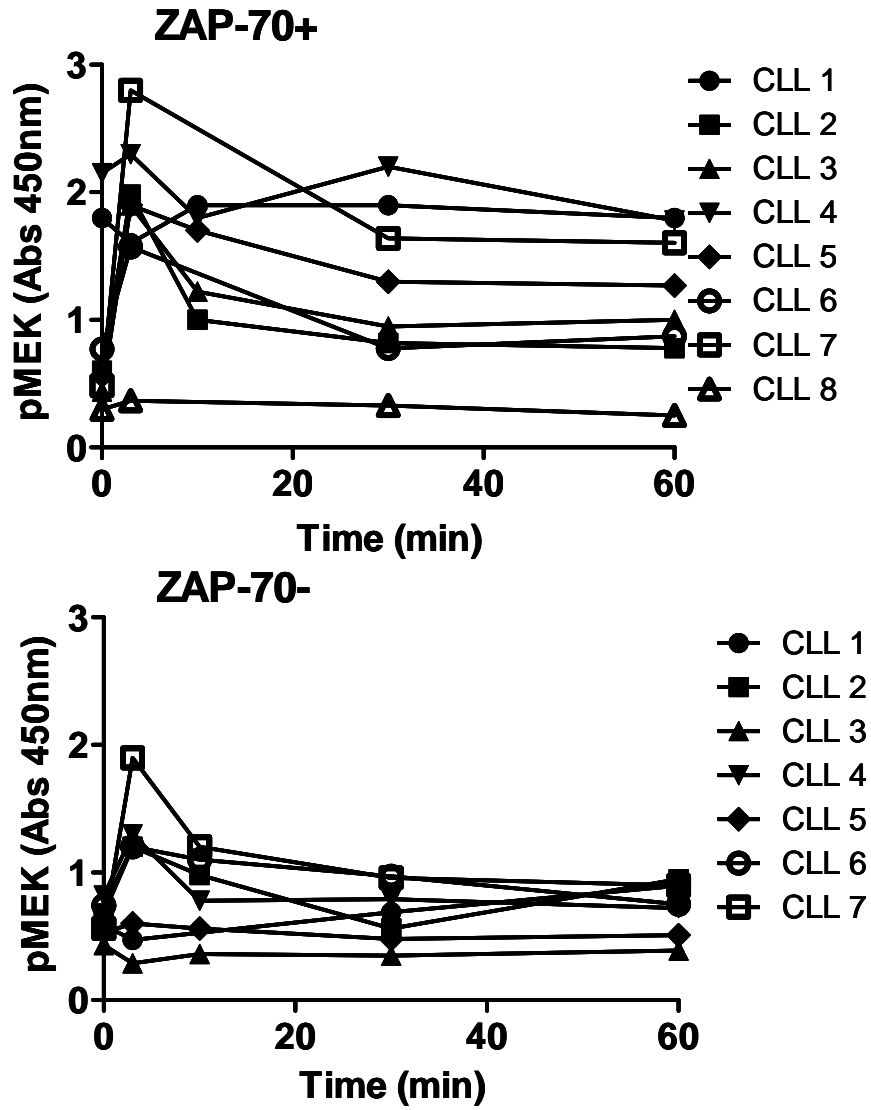 ZAP-70+
pMEK (Abs 450nm)
3
2
1
0
0 20 40 60
Time (min)
CLL 1
CLL 2
CLL 3
CLL 4
CLL 5
CLL 6
CLL 7
CLL 8
ZAP-70-
pMEK (Abs 450nm)
3
2
1
0
0 20 40 60
Time (min)
CLL 1
CLL 2
CLL 3
CLL 4
CLL 5
CLL 6
CLL 7